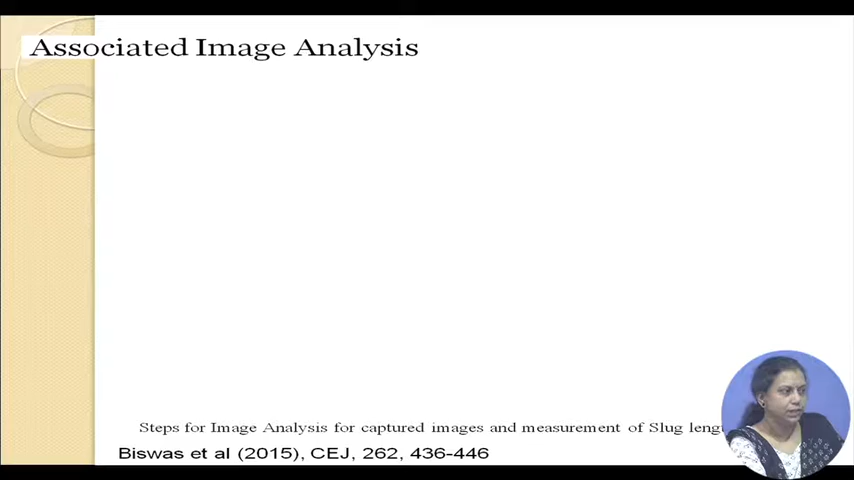 Associated Image Analysis
Steps for Image Analysis for captured images and measurement of Slug
Biswas et al (2015), CEJ, 262, 436-446